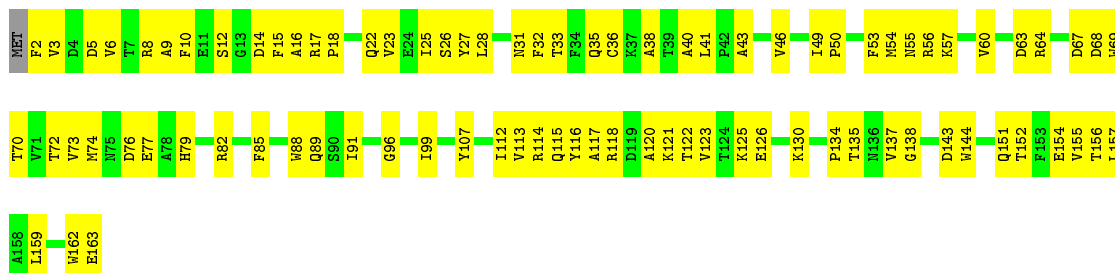 MET F2 V3 D4 D5 V6 T7 R8 A9 F10 E11 S12 G13 D14 F15 A16 R17 P18 Q22 V23 E24 I25 S26 Y27 L28 N31 F32 T33 F34 Q35 C36 K37 A38 T39 A40 L41 P42 A43 V46 I49 P50 F53 M54 N55 R56 K57 V60 D63 R64 D67 D68 W69
T70 V71 T72 V73 M74 N75 D76 E77 A78 H79 R82 F85 W88 Q89 S90 I91 G96 I99 Y107 I112 V113 R114 Q115 Y116 A117 R118 D119 A120 K121 T122 V123 T124 K125 E126 K130 P134 T135 N136 V137 G138 D143 W144 Q151 T152 F153 E154 V155 T156 L157
A158 L159 W162 E163